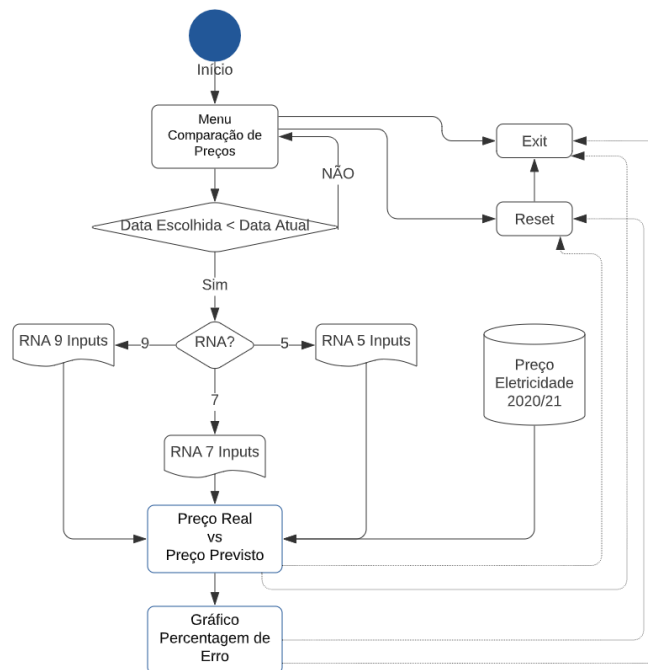 Início
Menu
Comparação de
Preços
Exit
NÃO
Reset
Data Escolhida < Data Atual
Sim
RNA 9 Inputs
9
RNA?
5
RNA 5 Inputs
Preço
Eletricidade
2020/21
7
RNA 7 Inputs
Preço Real
vs
Preço Previsto
Gráfico
Percentagem de
Erro